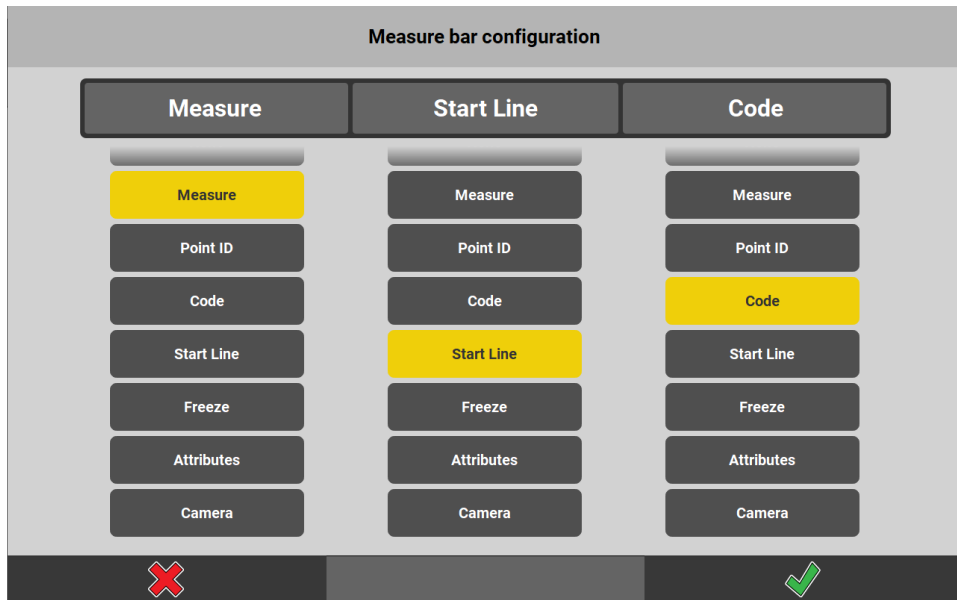 Measure bar configuration
Measure Start Line Code
Measure Measure Measure
Point ID Point ID Point ID
Code Code Code
Start Line Start Line Start Line
Freeze Freeze Freeze
Attributes Attributes Attributes
Camera Camera Camera